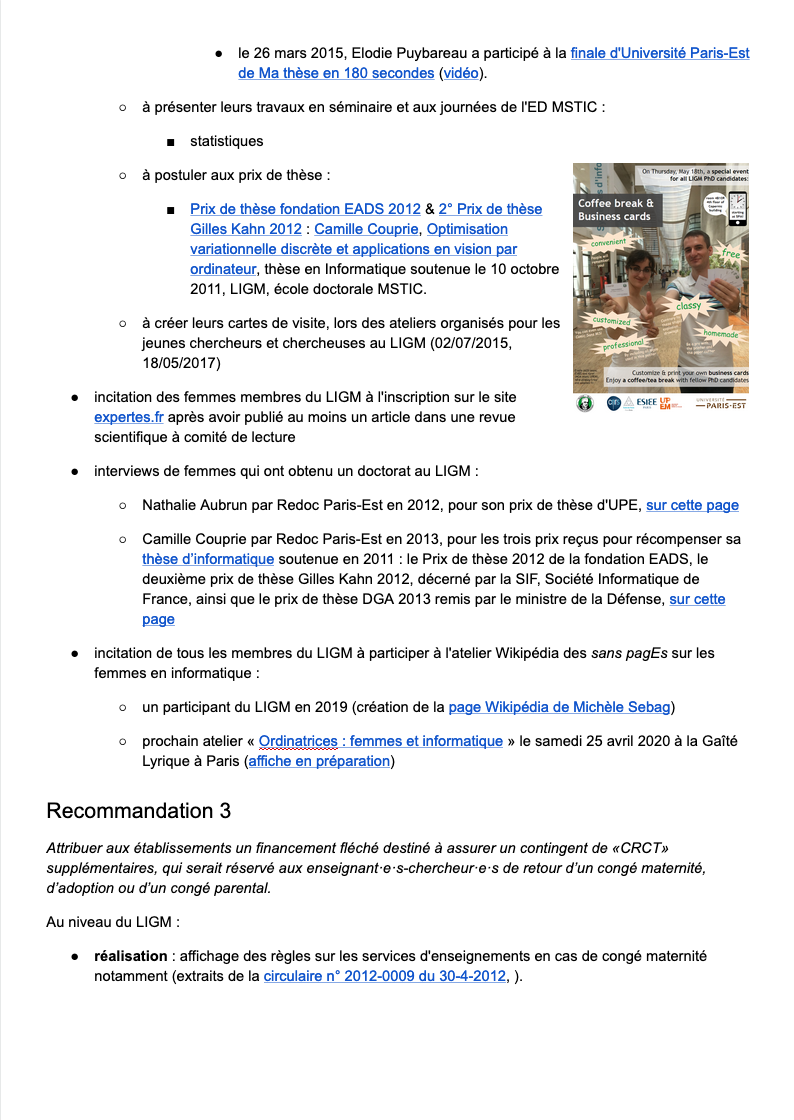 ● le 26 mars 2015, Elodie Puybareau a participé à la finale d'Université Paris-Est
de Ma thèse en 180 secondes (vidéo).
○ à présenter leurs travaux en séminaire et aux journées de l'ED MSTIC :
■ statistiques
○ à postuler aux prix de thèse :
■ Prix de thèse fondation EADS 2012 & 2° Prix de thèse
Gilles Kahn 2012 : Camille Couprie, Optimisation
variationnelle discrète et applications en vision par
ordinateur, thèse en Informatique soutenue le 10 octobre
2011, LIGM, école doctorale MSTIC.
○ à créer leurs cartes de visite, lors des ateliers organisés pour les
jeunes chercheurs et chercheuses au LIGM (02/07/2015,
18/05/2017)
On Thursday, May 18th, a special event
for all LIGM PhD candidates:
Coffee break &
Business cards
convenient
free
classy
customized
homemade
professional
Customize & print your own business cards
Enjoy a coffee/tea break with fellow PhD candidates
ESIEE
PARIS
UP
EM
UNIVERSITÉ
PARIS-EST
● incitation des femmes membres du LIGM à l'inscription sur le site
expertes.fr après avoir publié au moins un article dans une revue
scientifique à comité de lecture
● interviews de femmes qui ont obtenu un doctorat au LIGM :
○ Nathalie Aubrun par Redoc Paris-Est en 2012, pour son prix de thèse d'UPE, sur cette page
○ Camille Couprie par Redoc Paris-Est en 2013, pour les trois prix reçus pour récompenser sa
thèse d'informatique soutenue en 2011 : le Prix de thèse 2012 de la fondation EADS, le
deuxième prix de thèse Gilles Kahn 2012, décerné par la SIF, Société Informatique de
France, ainsi que le prix de thèse DGA 2013 remis par le ministre de la Défense, sur cette
page
● incitation de tous les membres du LIGM à participer à l'atelier Wikipédia des sans pagEs sur les
femmes en informatique :
○ un participant du LIGM en 2019 (création de la page Wikipédia de Michèle Sebag)
○ prochain atelier « Ordinatrices : femmes et informatique » le samedi 25 avril 2020 à la Gaîté
Lyrique à Paris (affiche en préparation)
Recommandation 3
Attribuer aux établissements un financement fléché destiné à assurer un contingent de «CRCT»
supplémentaires, qui serait réservé aux enseignant·e·s-chercheur·e·s de retour d'un congé maternité,
d'adoption ou d'un congé parental.
Au niveau du LIGM :
● réalisation : affichage des règles sur les services d'enseignements en cas de congé maternité
notamment (extraits de la circulaire n° 2012-0009 du 30-4-2012, ).